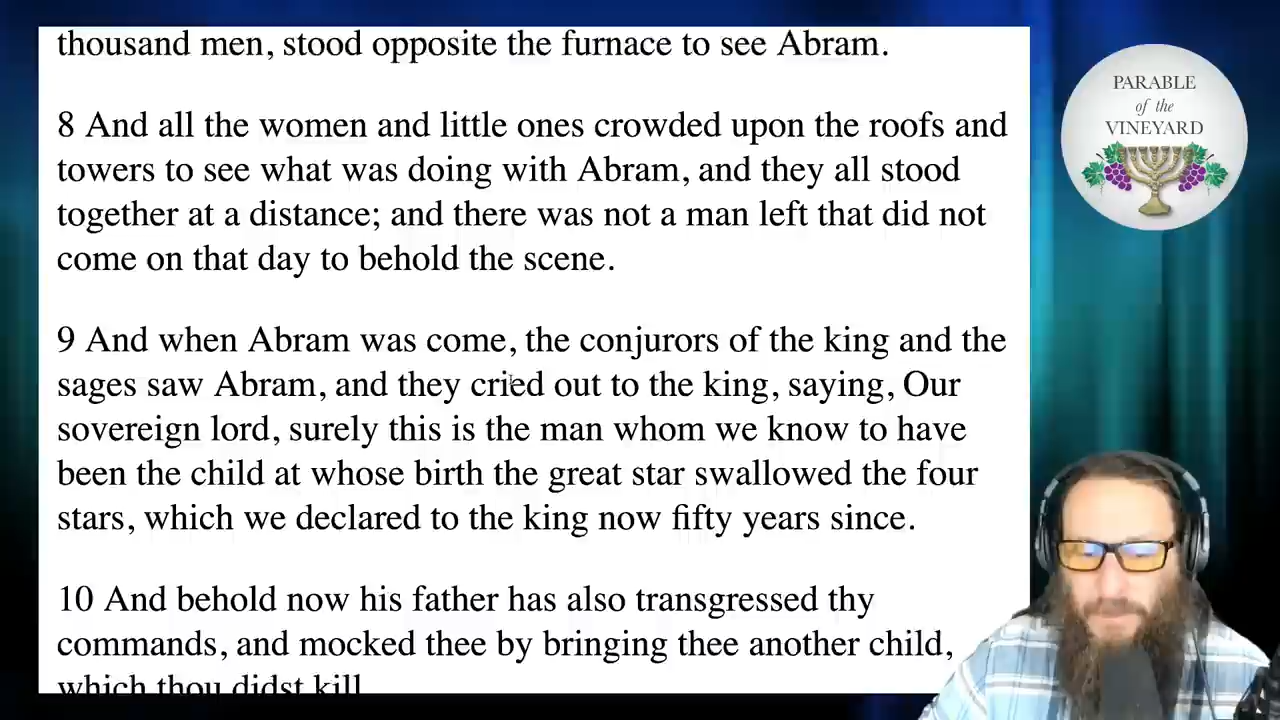 thousand men, stood opposite the furnace to see Abram.
8 And all the women and little ones crowded upon the roofs and
towers to see what was doing with Abram, and they all stood
together at a distance; and there was not a man left that did not
come on that day to behold the scene.
9 And when Abram was come, the conjurors of the king and the
sages saw Abram, and they cried out to the king, saying, Our
sovereign lord, surely this is the man whom we know to have
been the child at whose birth the great star swallowed the four
stars, which we declared to the king now fifty years since.
10 And behold now his father has also transgressed thy
commands, and mocked thee by bringing thee another child,
which thou didst kill
PARABLE
of the
VINEYARD